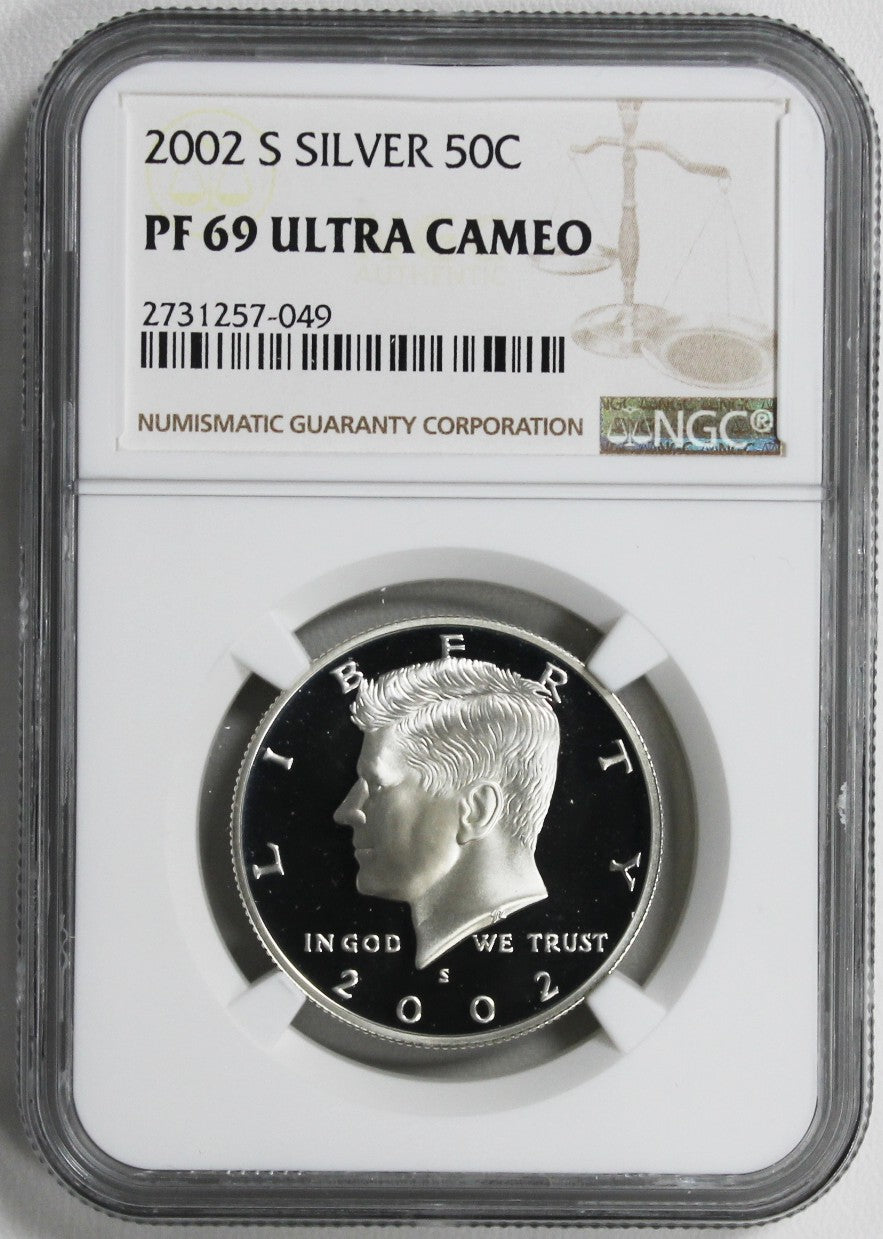 2002 S SILVER 50C
PF 69 ULTRA CAMEO
AUTHENTIC
2731257-049
NUMISMATIC GUARANTY CORPORATION
NGC®
LIBERTY
IN GOD WE TRUST
S
2002